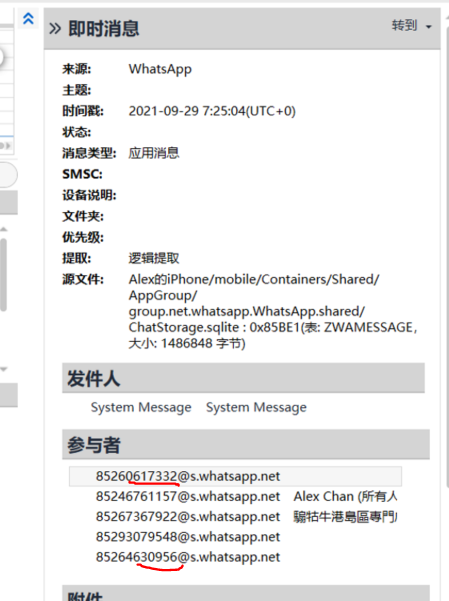 即时消息 转到
来源: WhatsApp
主题:
时间戳: 2021-09-29 7:25:04(UTC+0)
状态:
消息类型: 应用消息
SMSC:
设备说明:
文件夹:
优先级:
提取: 逻辑提取
源文件: Alex的iPhone/mobile/Containers/Shared/
AppGroup/
group.net.whatsapp.WhatsApp.shared/
ChatStorage.sqlite : 0x85BE1(表: ZWAMESSAGE,
大小: 1486848 字节)
发件人
System Message System Message
参与者
85260617332@s.whatsapp.net
85246761157@s.whatsapp.net Alex Chan (所有人
85267367922@s.whatsapp.net 騸牯牛港島區專門
85293079548@s.whatsapp.net
85264630956@s.whatsapp.net
附件